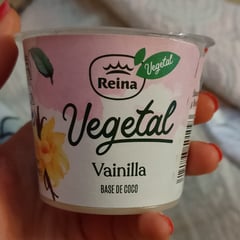 Reina
Vegetal
Vegetal
Vainilla
BASE DE COCO